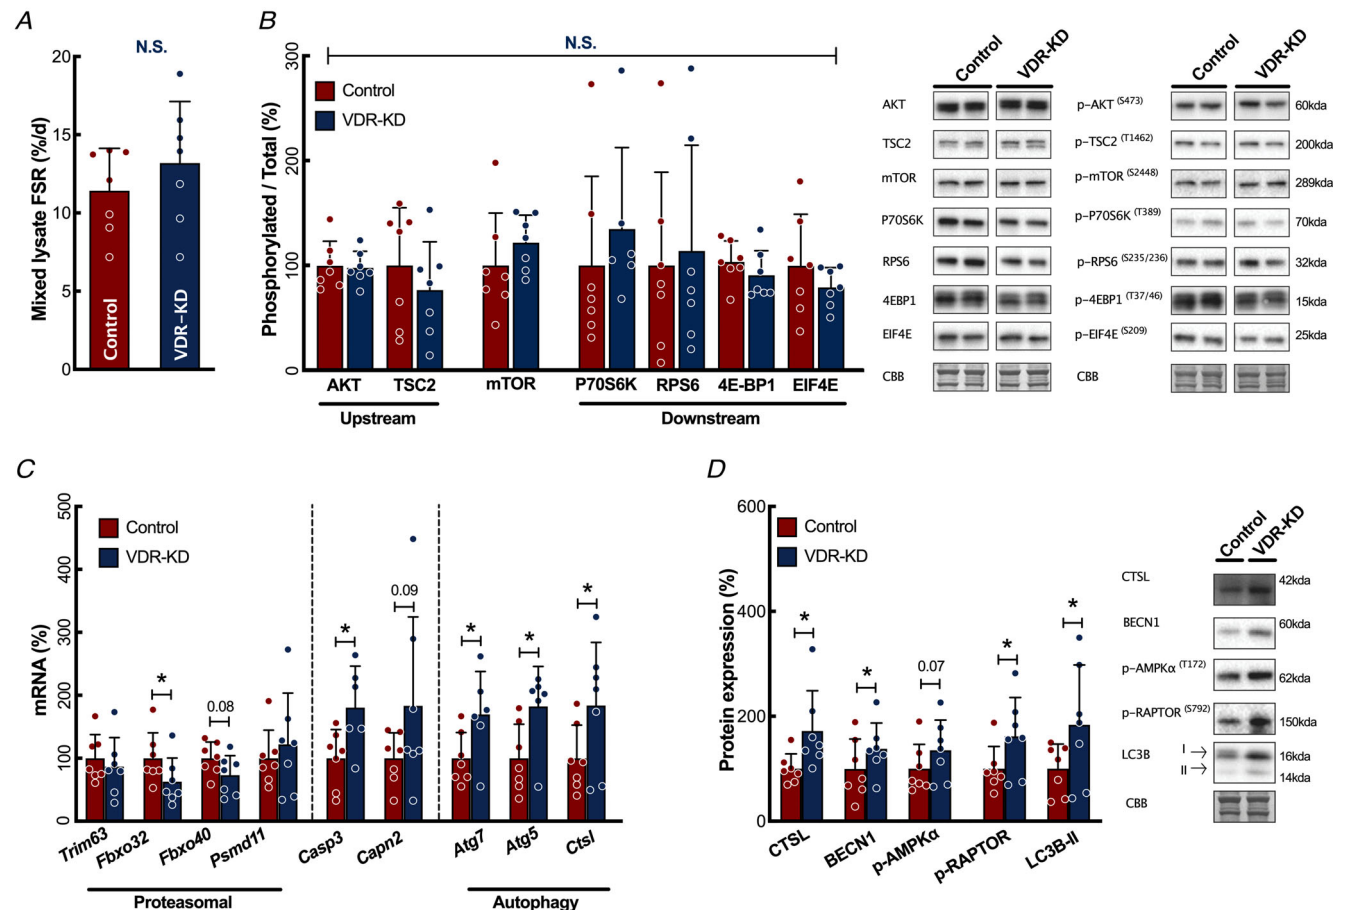 A
N.S.
Mixed lysate FSR (%/d)
20
15
10
5
0
Control
VDR-KD
B
N.S.
Phosphorylated / Total (%)
300
200
100
0
Control
VDR-KD
AKT TSC2 mTOR P70S6K RPS6 4E-BP1 EIF4E
Upstream Downstream
Control VDR-KD Control VDR-KD
AKT p-AKT (S473) 60kda
TSC2 p-TSC2 (T1462) 200kda
mTOR p-mTOR (S2448) 289kda
P70S6K p-P70S6K (T389) 70kda
RPS6 p-RPS6 (S235/236) 32kda
4EBP1 p-4EBP1 (T37/46) 15kda
EIF4E p-EIF4E (S209) 25kda
CBB CBB
C
mRNA (%)
500
400
300
200
100
0
Control
VDR-KD
* 0.08 * 0.09 * * *
Trim63 Fbxo32 Fbxo40 Psmd11 Casp3 Capn2 Atg7 Atg5 Ctsl
Proteasomal Autophagy
D
Protein expression (%)
600
400
200
0
Control
VDR-KD
* * 0.07 * *
CTSL BECN1 p-AMPKα p-RAPTOR LC3B-II
Control VDR-KD
CTSL 42kda
BECN1 60kda
p-AMPKα (T172) 62kda
p-RAPTOR (S792) 150kda
LC3B I → 16kda
II → 14kda
CBB